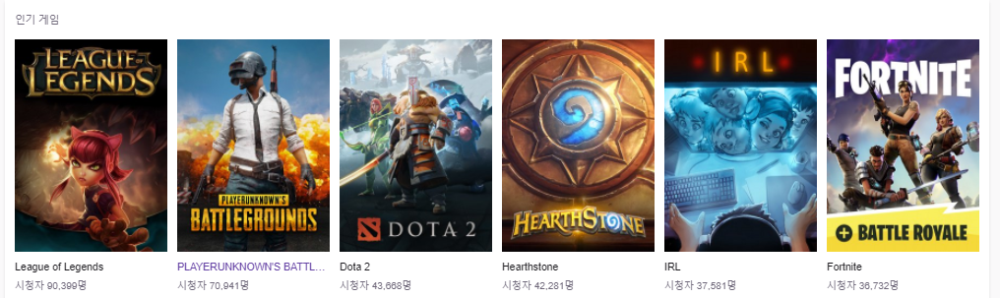 인기 게임
LEAGUE OF LEGENDS
PLAYERUNKNOWN'S
BATTLEGROUNDS
DOTA 2
HEARTHSTONE
IRL
FORTNITE
BATTLE ROYALE
League of Legends
시청자 90,399명
PLAYERUNKNOWN'S BATTL...
시청자 70,941명
Dota 2
시청자 43,668명
Hearthstone
시청자 42,281명
IRL
시청자 37,581명
Fortnite
시청자 36,732명